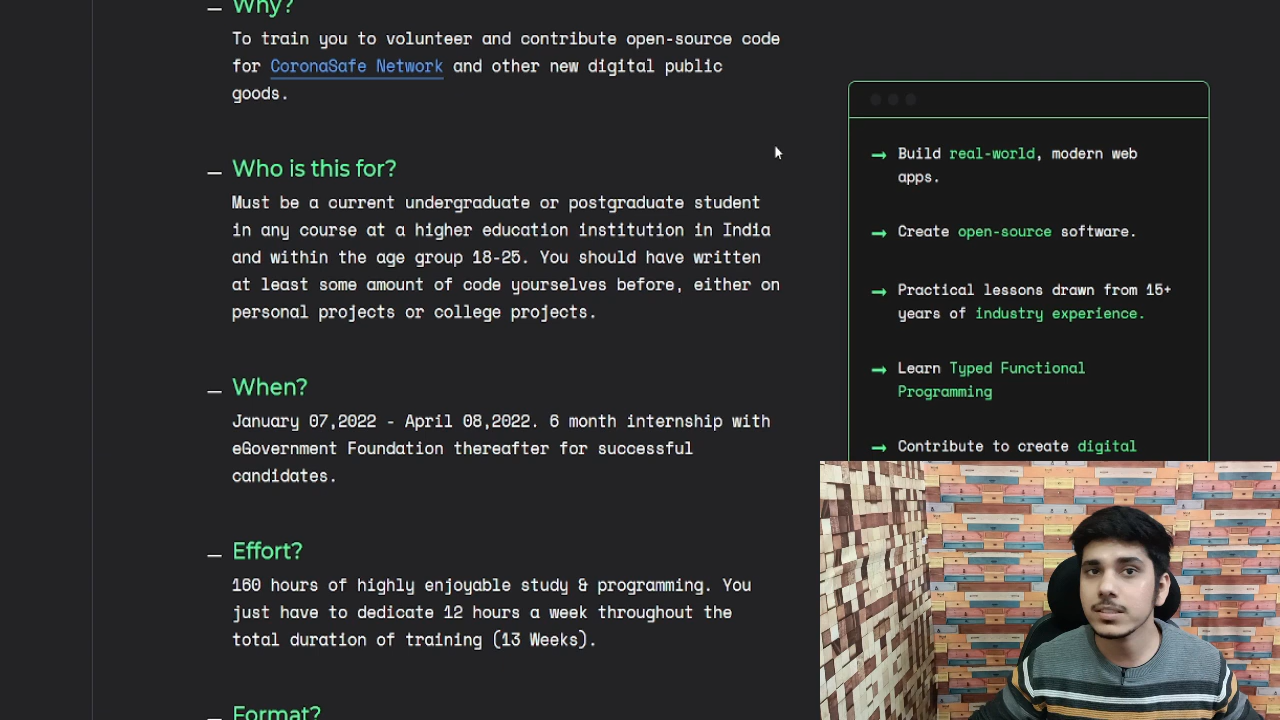 Why?
To train you to volunteer and contribute open-source code
for CoronaSafe Network and other new digital public
goods.
Who is this for?
Must be a current undergraduate or postgraduate student
in any course at a higher education institution in India
and within the age group 18-25. You should have written
at least some amount of code yourselves before, either on
personal projects or college projects.
When?
January 07,2022 - April 08,2022. 6 month internship with
eGovernment Foundation thereafter for successful
candidates.
Effort?
160 hours of highly enjoyable study & programming. You
just have to dedicate 12 hours a week throughout the
total duration of training (13 Weeks).
Format?
→ Build real-world, modern web
apps.
→ Create open-source software.
→ Practical lessons drawn from 15+
years of industry experience.
→ Learn Typed Functional
Programming
→ Contribute to create digital